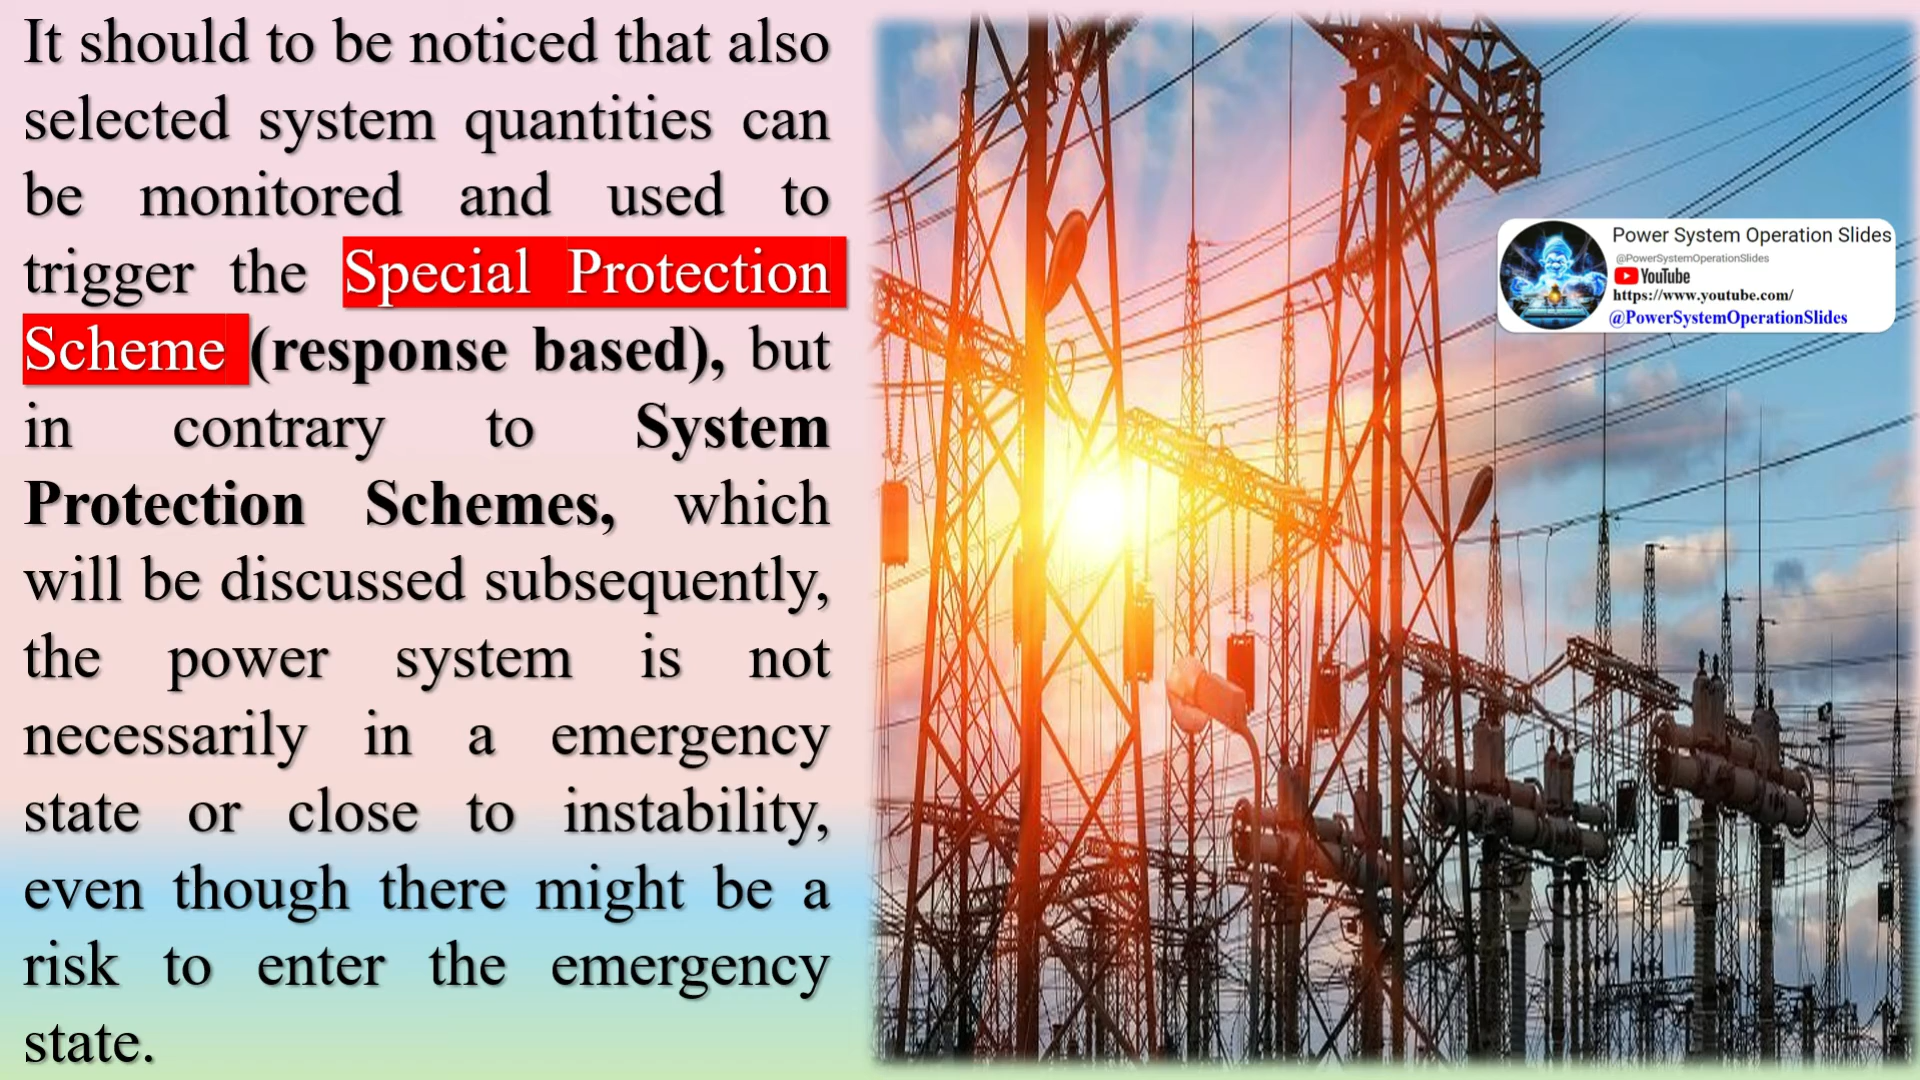 It should to be noticed that also
selected system quantities can
be monitored and used to
trigger the Special Protection
Scheme (response based), but
in contrary to System
Protection Schemes, which
will be discussed subsequently,
the power system is not
necessarily in a emergency
state or close to instability,
even though there might be a
risk to enter the emergency
state.
Power System Operation Slides
@PowerSystemOperationSlides
YouTube
https://www.youtube.com/
@PowerSystemOperationSlides